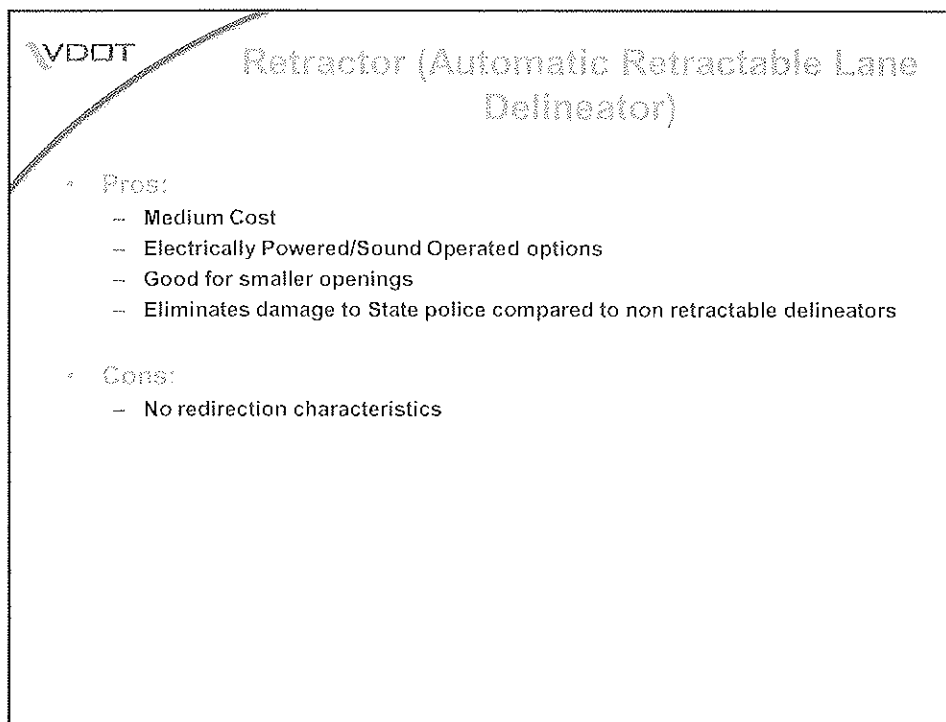 VDOT
Retractor (Automatic Retractable Lane
Delineator)
• Pros:
– Medium Cost
– Electrically Powered/Sound Operated options
– Good for smaller openings
– Eliminates damage to State police compared to non retractable delineators
• Cons:
– No redirection characteristics